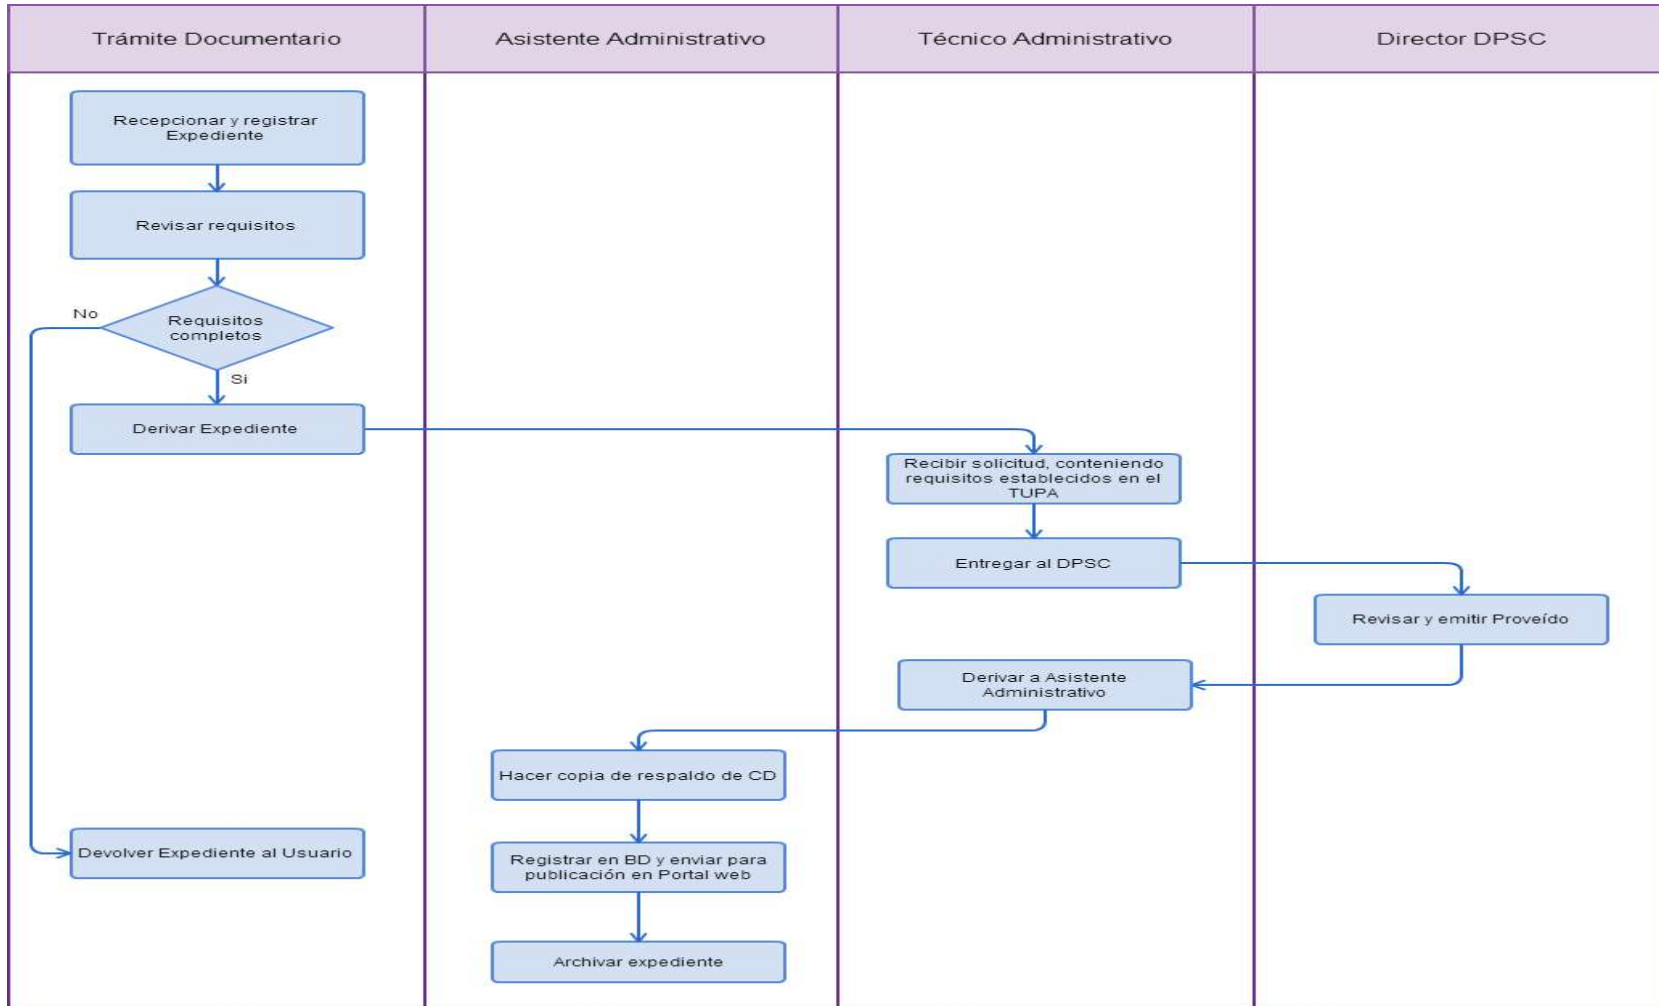 Trámite Documentario
Asistente Administrativo
Técnico Administrativo
Director DPSC
Recepcionar y registrar
Expediente
Revisar requisitos
Requisitos
completos
No
Si
Derivar Expediente
Recibir solicitud, conteniendo
requisitos establecidos en el
TUPA
Entregar al DPSC
Revisar y emitir Proveído
Derivar a Asistente
Administrativo
Hacer copia de respaldo de CD
Devolver Expediente al Usuario
Registrar en BD y enviar para
publicación en Portal web
Archivar expediente